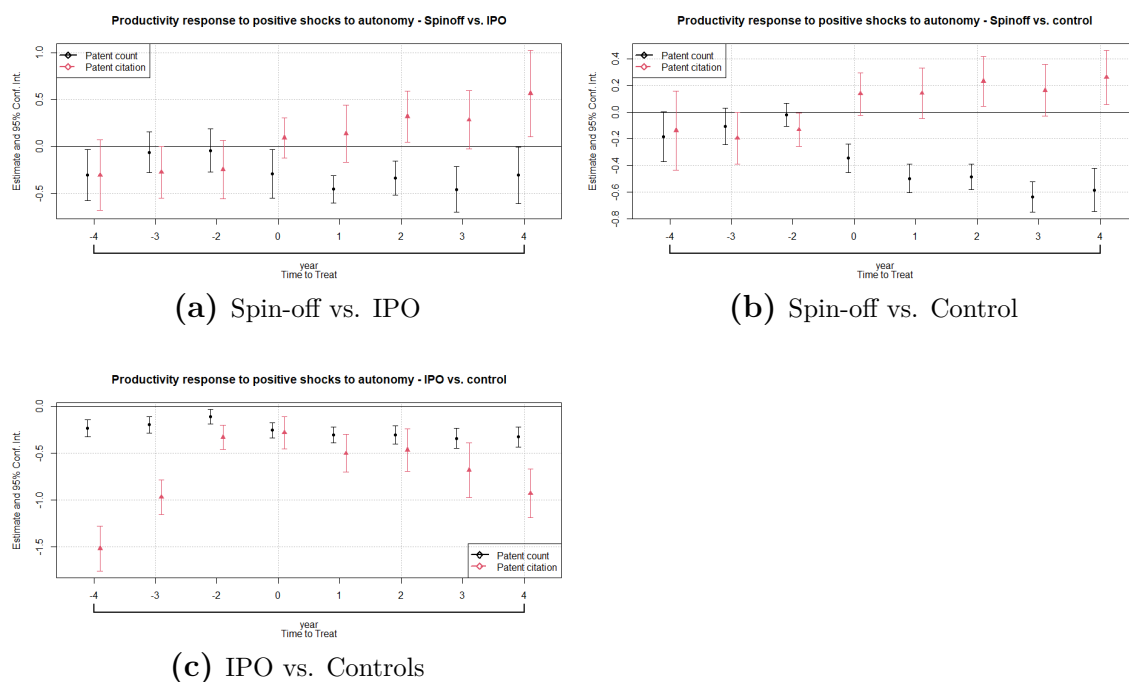 Productivity response to positive shocks to autonomy - Spinoff vs. IPO
Estimate and 95% Conf. Int.
1.0
0.5
0.0
-0.5
Patent count
Patent citation
-4 -3 -2 0 1 2 3 4
year
Time to Treat
(a) Spin-off vs. IPO
Productivity response to positive shocks to autonomy - Spinoff vs. control
Estimate and 95% Conf. Int.
0.4
0.2
0.0
-0.2
-0.4
-0.6
-0.8
Patent count
Patent citation
-4 -3 -2 0 1 2 3 4
year
Time to Treat
(b) Spin-off vs. Control
Productivity response to positive shocks to autonomy - IPO vs. control
Estimate and 95% Conf. Int.
0.0
-0.5
-1.0
-1.5
Patent count
Patent citation
-4 -3 -2 0 1 2 3 4
year
Time to Treat
(c) IPO vs. Controls